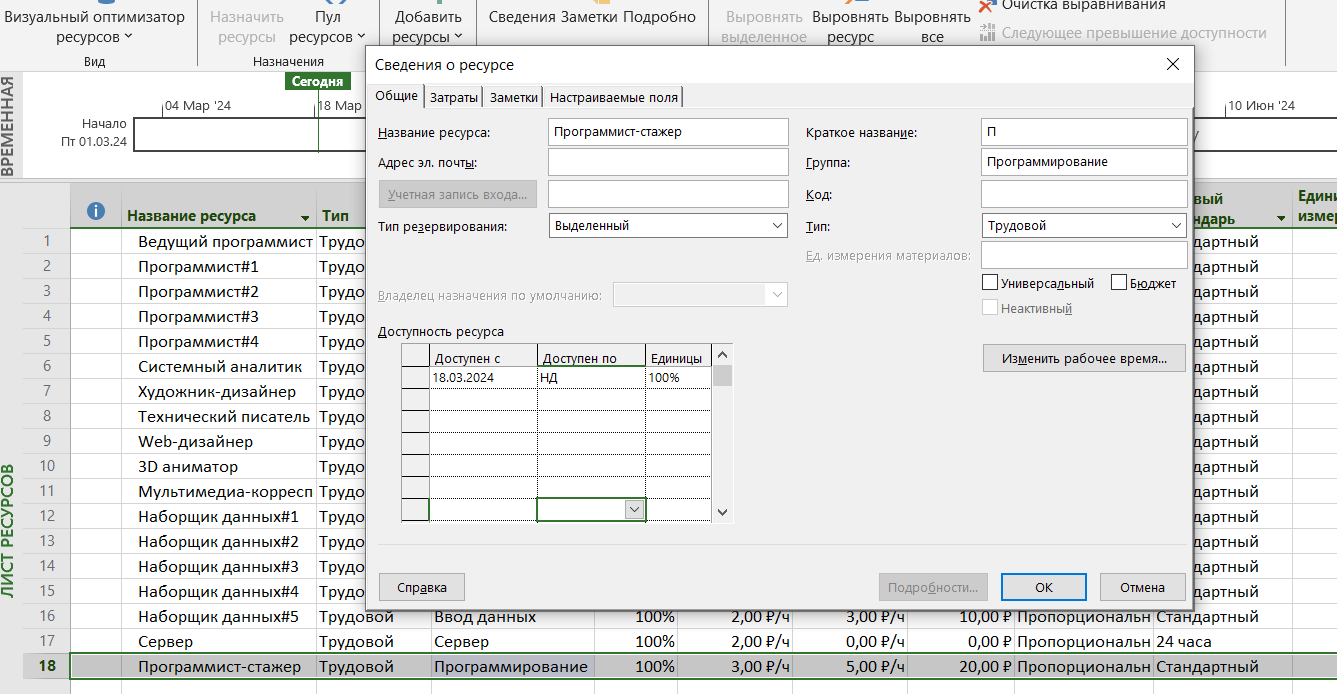 Визуальный оптимизатор ресурсов
Вид
Назначить ресурсы
Пул ресурсов
Назначения
Добавить ресурсы
Сведения Заметки Подробно
Выровнять выделенное
Выровнять ресурс
Выровнять все
Очистка выравнивания
Следующее превышение доступности
ВРЕМЕННАЯ
Сегодня
04 Мар '24
18 Мар
10 Июн '24
Начало
Пт 01.03.24
Сведения о ресурсе
Общие
Затраты
Заметки
Настраиваемые поля
Название ресурса:
Программист-стажер
Краткое название:
П
Адрес эл. почты:
Группа:
Программирование
Учетная запись входа...
Код:
Тип резервирования:
Выделенный
Тип:
Трудовой
Ед. измерения материалов:
Владелец назначения по умолчанию:
Универсальный
Бюджет
Неактивный
Доступность ресурса
Доступен с
Доступен по
Единицы
18.03.2024
НД
100%
Изменить рабочее время...
Справка
Подробности...
ОК
Отмена
ЛИСТ РЕСУРСОВ
Название ресурса
Тип
вый
ндарь
Едини
измер
1 Ведущий программист Трудо дартный
2 Программист#1 Трудо дартный
3 Программист#2 Трудо дартный
4 Программист#3 Трудо дартный
5 Программист#4 Трудо дартный
6 Системный аналитик Трудо дартный
7 Художник-дизайнер Трудо дартный
8 Технический писатель Трудо дартный
9 Web-дизайнер Трудо дартный
10 3D аниматор Трудо дартный
11 Мультимедиа-корресп Трудо дартный
12 Наборщик данных#1 Трудо дартный
13 Наборщик данных#2 Трудо дартный
14 Наборщик данных#3 Трудо дартный
15 Наборщик данных#4 Трудо дартный
16 Наборщик данных#5 Трудовой Ввод данных 100% 2,00 ₽/ч 3,00 ₽/ч 10,00 ₽ Пропорциональн Стандартный
17 Сервер Трудовой Сервер 100% 2,00 ₽/ч 0,00 ₽/ч 0,00 ₽ Пропорциональн 24 часа
18 Программист-стажер Трудовой Программирование 100% 3,00 ₽/ч 5,00 ₽/ч 20,00 ₽ Пропорциональн Стандартный